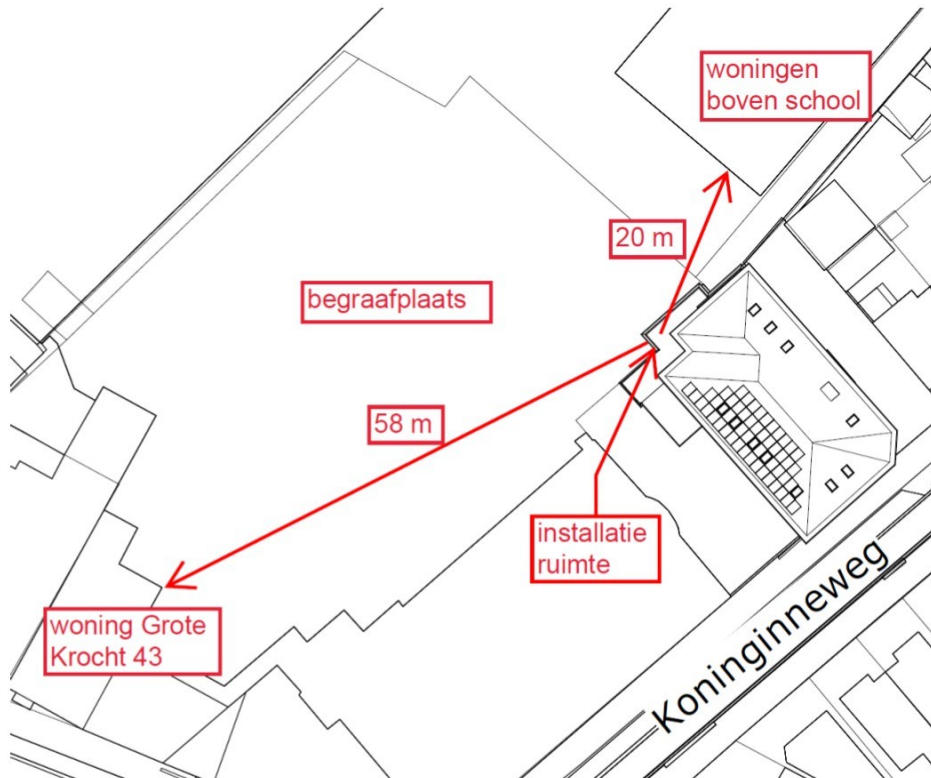 woningen
boven school
20 m
begraafplaats
58 m
installatie
ruimte
woning Grote
Krocht 43
Koninginneweg